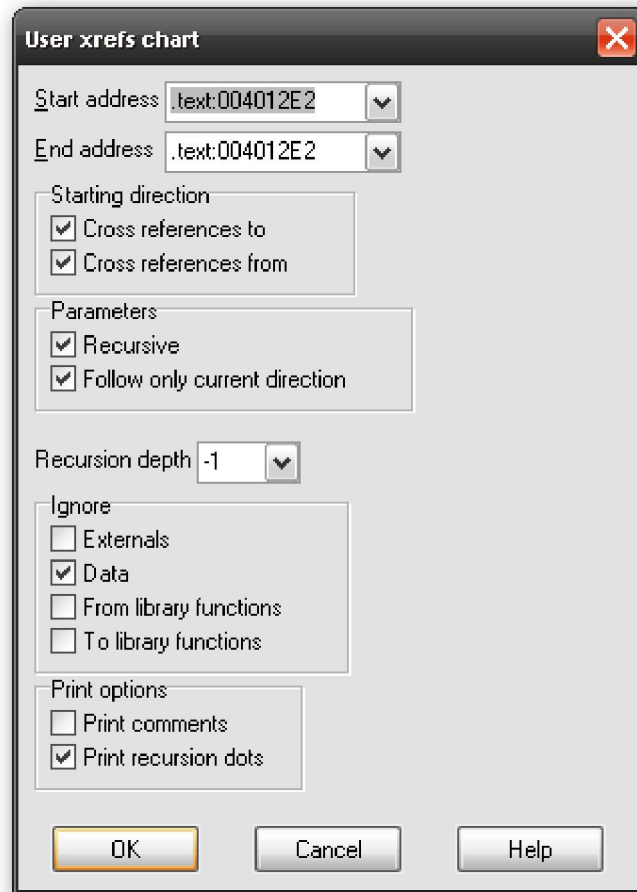 User xrefs chart
Start address .text:004012E2
End address .text:004012E2
Starting direction
Cross references to
Cross references from
Parameters
Recursive
Follow only current direction
Recursion depth -1
Ignore
Externals
Data
From library functions
To library functions
Print options
Print comments
Print recursion dots
OK Cancel Help